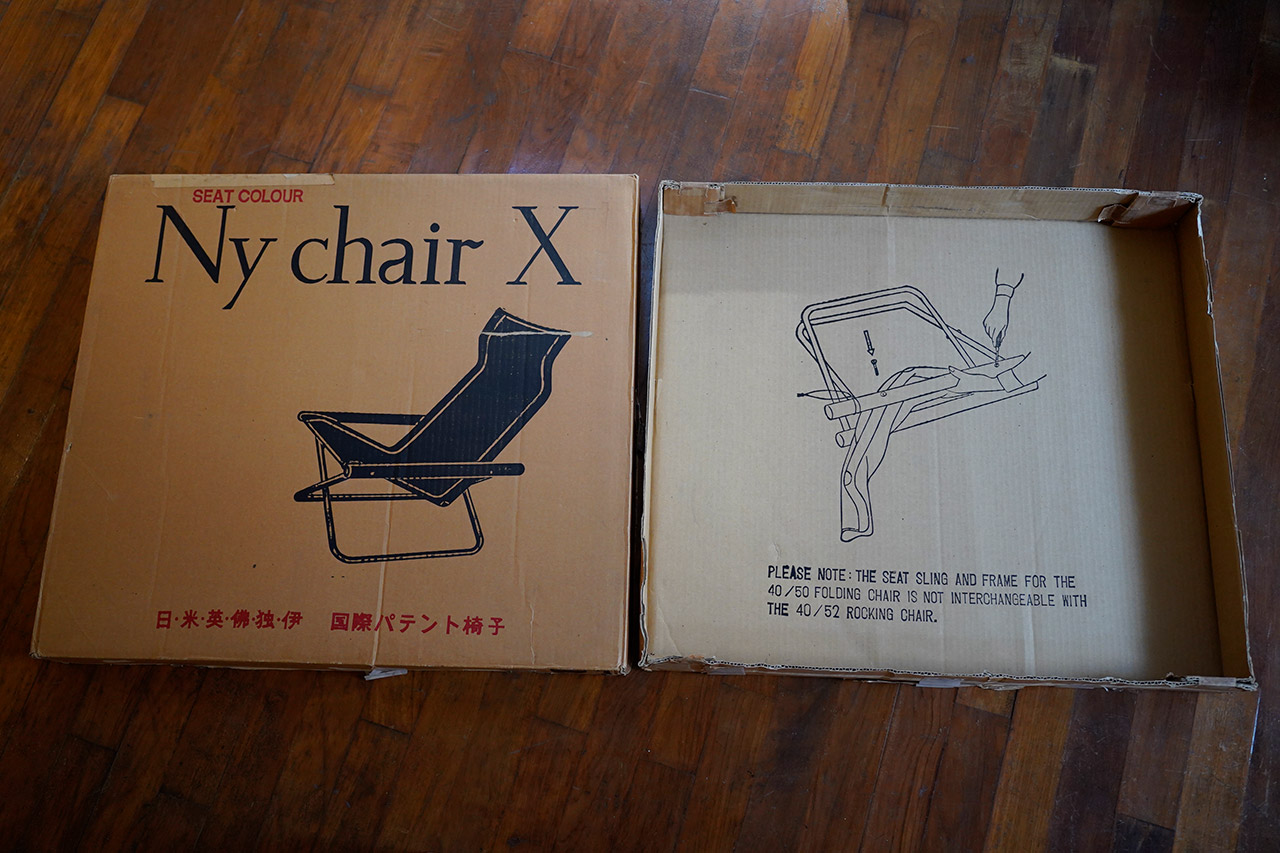 SEAT COLOUR
Ny chair X
日·米·英·佛·独·伊 国際パテント椅子
PLEASE NOTE: THE SEAT SLING AND FRAME FOR THE
40/50 FOLDING CHAIR IS NOT INTERCHANGEABLE WITH
THE 40/52 ROCKING CHAIR.